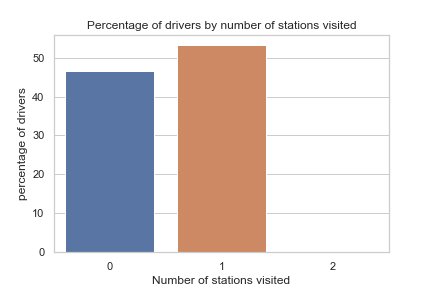 Percentage of drivers by number of stations visited
percentage of drivers
50
40
30
20
10
0
0 1 2
Number of stations visited